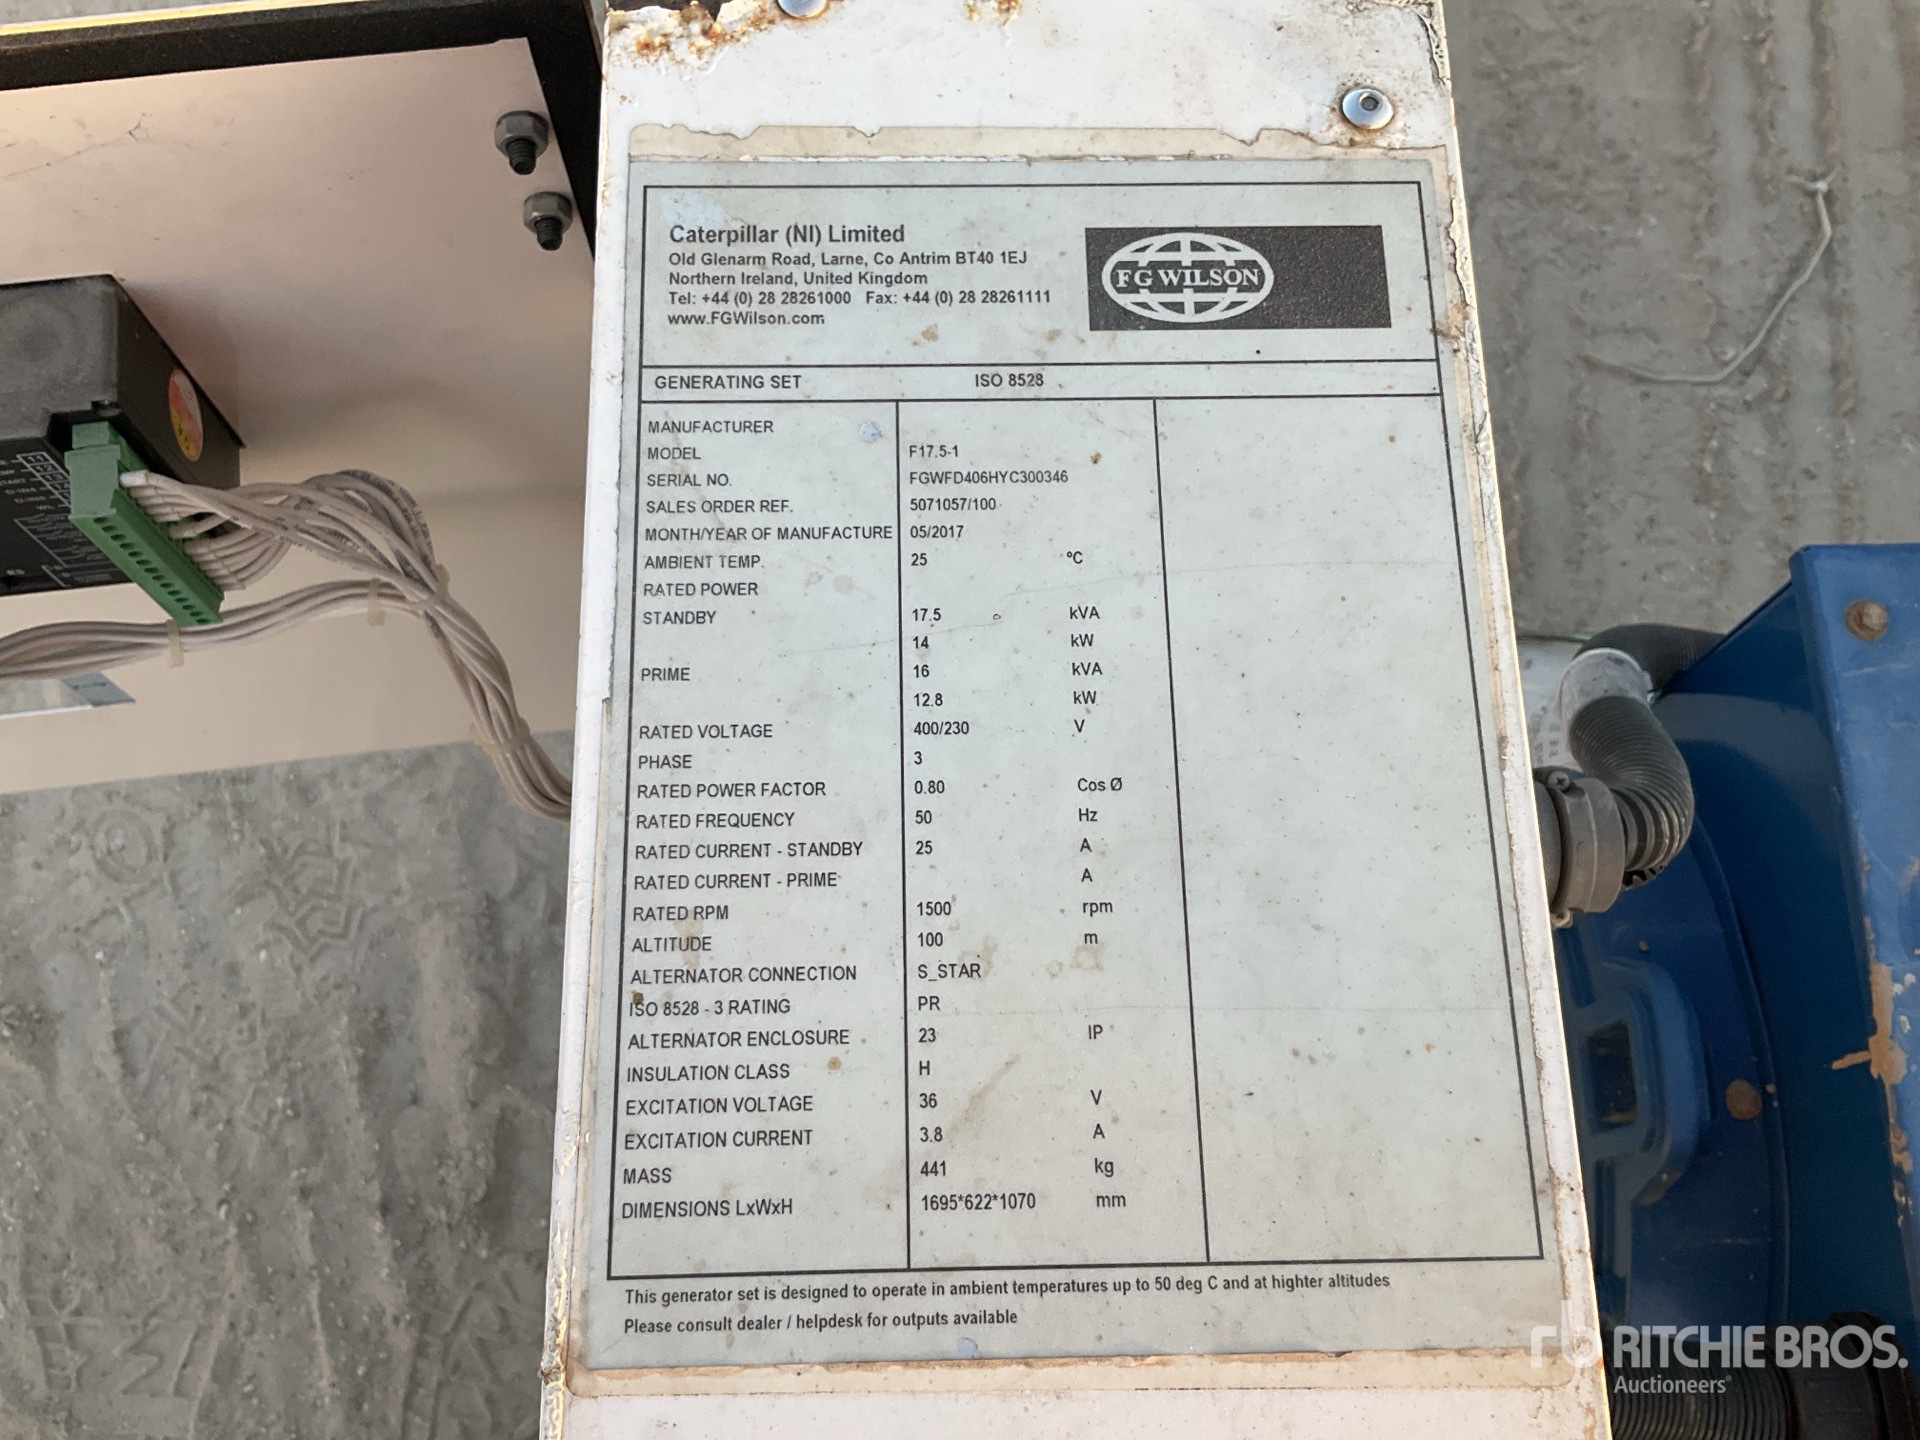 Caterpillar (NI) Limited
Old Glenarm Road, Larne, Co Antrim BT40 1EJ
Northern Ireland, United Kingdom
Tel: +44 (0) 28 28261000 Fax: +44 (0) 28 28261111
www.FGWilson.com
FG WILSON
GENERATING SET ISO 8528
MANUFACTURER
MODEL F17.5-1
SERIAL NO. FGWFD406HYC300346
SALES ORDER REF. 5071057/100
MONTH/YEAR OF MANUFACTURE 05/2017
AMBIENT TEMP. 25 ºC
RATED POWER
STANDBY 17.5 kVA
14 kW
PRIME 16 kVA
12.8 kW
RATED VOLTAGE 400/230 V
PHASE 3
RATED POWER FACTOR 0.80 Cos Ø
RATED FREQUENCY 50 Hz
RATED CURRENT - STANDBY 25 A
RATED CURRENT - PRIME A
RATED RPM 1500 rpm
ALTITUDE 100 m
ALTERNATOR CONNECTION S_STAR
ISO 8528 - 3 RATING PR
ALTERNATOR ENCLOSURE 23 IP
INSULATION CLASS H
EXCITATION VOLTAGE 36 V
EXCITATION CURRENT 3.8 A
MASS 441 kg
DIMENSIONS LxWxH 1695*622*1070 mm
This generator set is designed to operate in ambient temperatures up to 50 deg C and at highter altitudes
Please consult dealer / helpdesk for outputs available
rb RITCHIE BROS.
Auctioneers